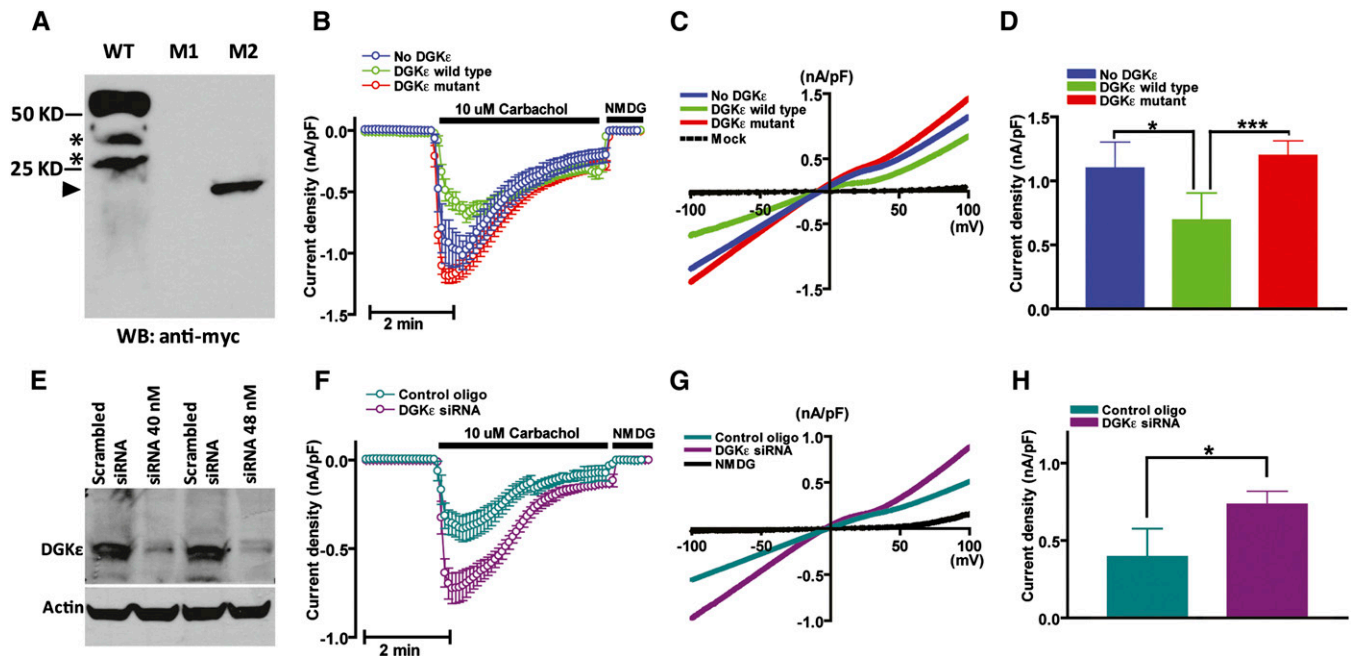 A
WT M1 M2
50 KD
*
*
25 KD
WB: anti-myc
B
No DGKε
DGKε wild type
DGKε mutant
10 uM Carbachol
NMDG
Current density (nA/pF)
0.0
-0.5
-1.0
-1.5
2 min
C
(nA/pF)
No DGKε
DGKε wild type
DGKε mutant
Mock
1.5
1.0
0.5
-100 -50 50 100
(mV)
-0.5
-1.5
D
No DGKε
DGKε wild type
DGKε mutant
Current density (nA/pF)
1.5
1.0
0.5
0.0
* ***
E
Scrambled
siRNA
siRNA 40 nM
Scrambled
siRNA
siRNA 48 nM
DGKε
Actin
F
Control oligo
DGKε siRNA
10 uM Carbachol
NMDG
Current density (nA/pF)
0.0
-0.5
-1.0
2 min
G
(nA/pF)
Control oligo
DGKε siRNA
NMDG
1.0
0.5
-100 -50 50 100
(mV)
-0.5
-1.0
H
Control oligo
DGKε siRNA
Current density (nA/pF)
1.0
0.5
0.0
*